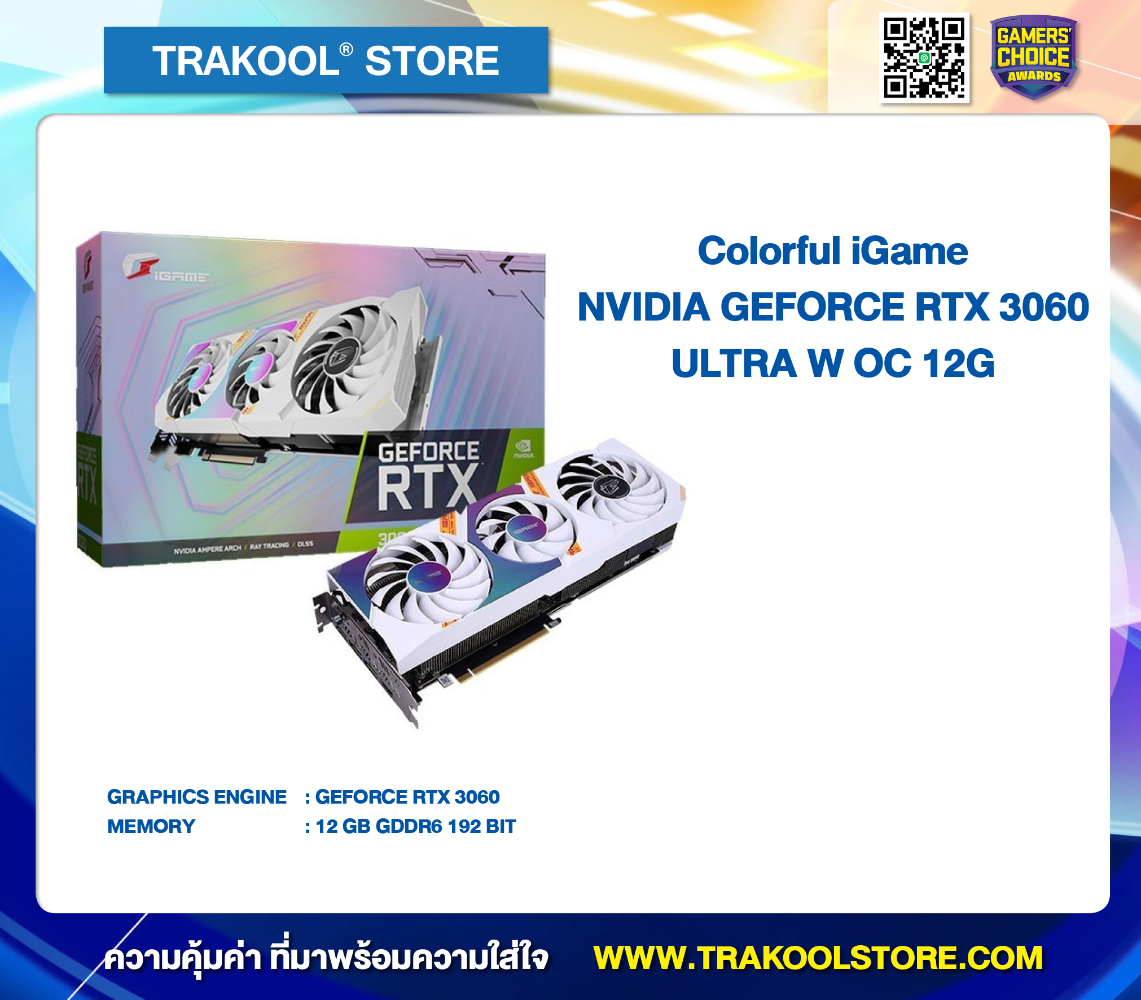 TRAKOOL® STORE
GAMERS'
CHOICE
AWARDS
Colorful iGame
NVIDIA GEFORCE RTX 3060
ULTRA W OC 12G
iGAME
GEFORCE
RTX
NVIDIA
NVIDIA AMPERE ARCH / RAY TRACING / DLSS
GRAPHICS ENGINE : GEFORCE RTX 3060
MEMORY : 12 GB GDDR6 192 BIT
ความคุ้มค่า ที่มาพร้อมความใส่ใจ WWW.TRAKOOLSTORE.COM